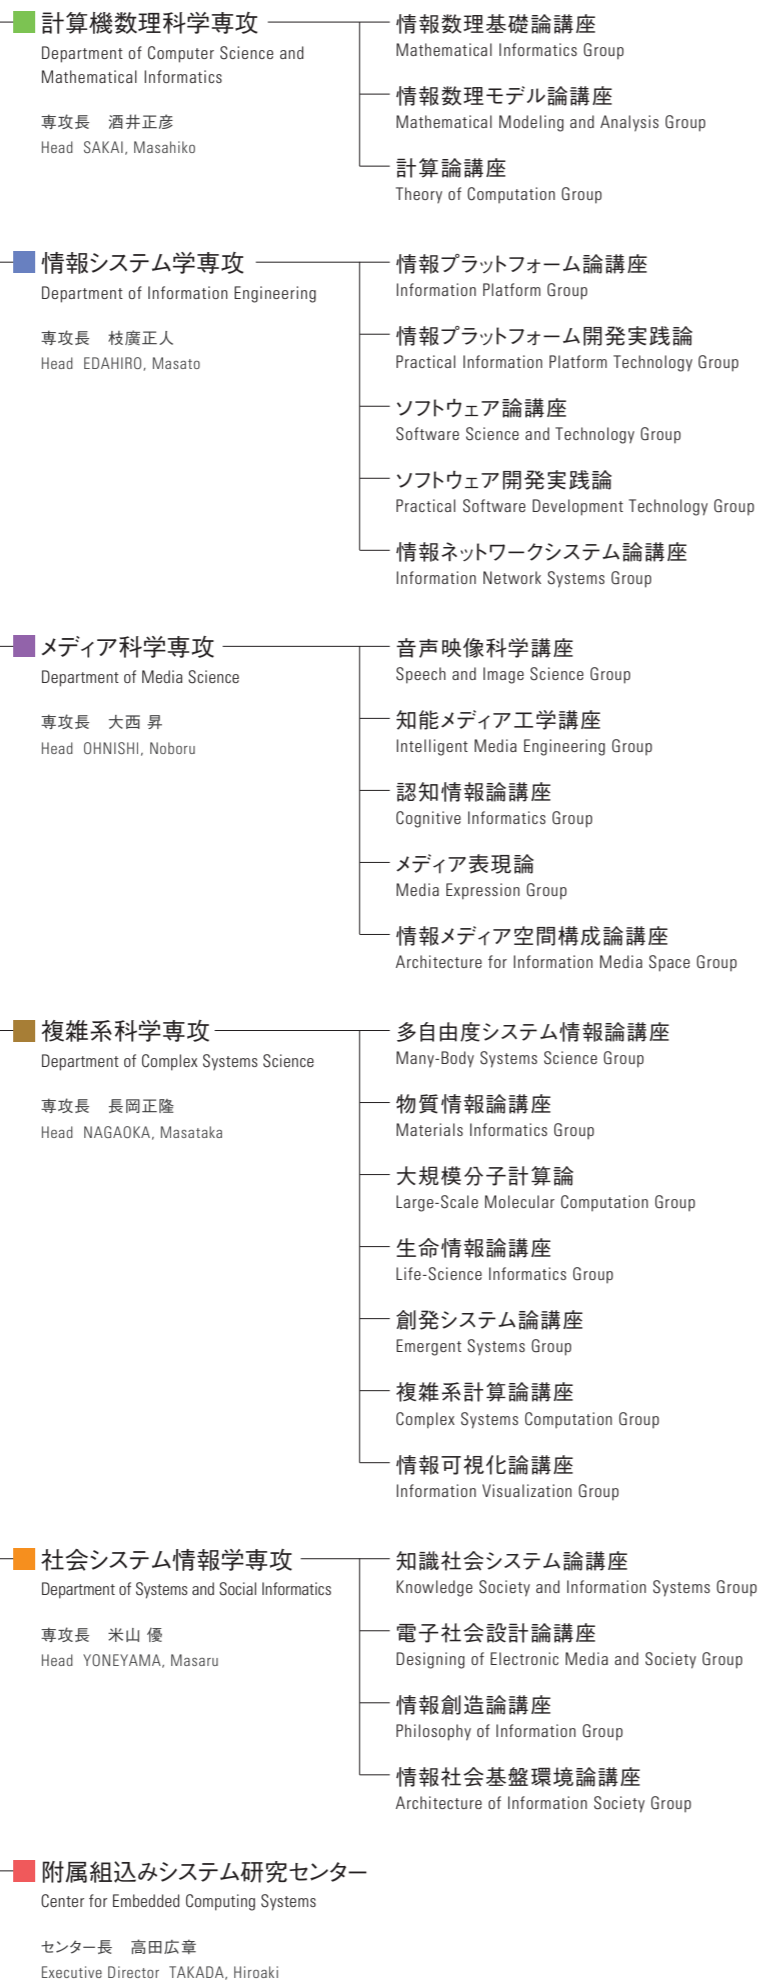 計算機数理科学専攻
Department of Computer Science and
Mathematical Informatics
専攻長　酒井正彦
Head SAKAI, Masahiko
情報数理基礎論講座
Mathematical Informatics Group
情報数理モデル論講座
Mathematical Modeling and Analysis Group
計算論講座
Theory of Computation Group
情報システム学専攻
Department of Information Engineering
専攻長　枝廣正人
Head EDAHIRO, Masato
情報プラットフォーム論講座
Information Platform Group
情報プラットフォーム開発実践論
Practical Information Platform Technology Group
ソフトウェア論講座
Software Science and Technology Group
ソフトウェア開発実践論
Practical Software Development Technology Group
情報ネットワークシステム論講座
Information Network Systems Group
メディア科学専攻
Department of Media Science
専攻長　大西 昇
Head OHNISHI, Noboru
音声映像科学講座
Speech and Image Science Group
知能メディア工学講座
Intelligent Media Engineering Group
認知情報論講座
Cognitive Informatics Group
メディア表現論
Media Expression Group
情報メディア空間構成論講座
Architecture for Information Media Space Group
複雑系科学専攻
Department of Complex Systems Science
専攻長　長岡正隆
Head NAGAOKA, Masataka
多自由度システム情報論講座
Many-Body Systems Science Group
物質情報論講座
Materials Informatics Group
大規模分子計算論
Large-Scale Molecular Computation Group
生命情報論講座
Life-Science Informatics Group
創発システム論講座
Emergent Systems Group
複雑系計算論講座
Complex Systems Computation Group
情報可視化論講座
Information Visualization Group
社会システム情報学専攻
Department of Systems and Social Informatics
専攻長　米山 優
Head YONEYAMA, Masaru
知識社会システム論講座
Knowledge Society and Information Systems Group
電子社会設計論講座
Designing of Electronic Media and Society Group
情報創造論講座
Philosophy of Information Group
情報社会基盤環境論講座
Architecture of Information Society Group
附属組込みシステム研究センター
Center for Embedded Computing Systems
センター長　高田広章
Executive Director TAKADA, Hiroaki